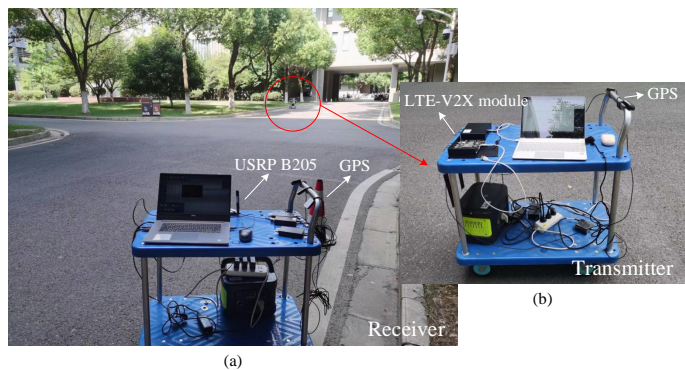 LTE-V2X module
GPS
USRP B205
GPS
Transmitter
Receiver
(b)
(a)